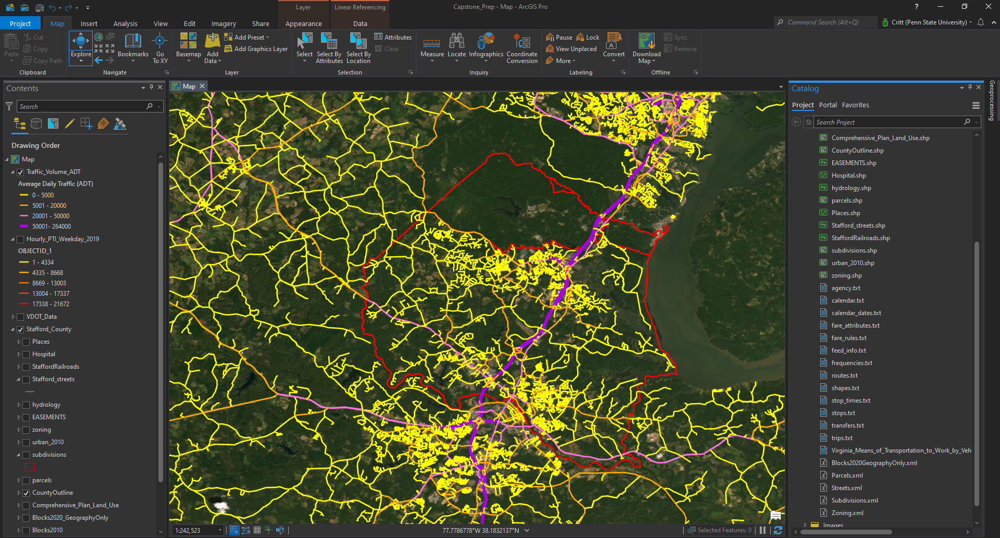 Layer
Linear Referencing
Capstone_Prep - Map - ArcGIS Pro
?
Project
Map
Insert
Analysis
View
Edit
Imagery
Share
Appearance
Data
Command Search (Alt+Q)
Critt (Penn State University)
Paste
Cut
Copy
Copy Path
Clipboard
Explore
Bookmarks
Go
To XY
Navigate
Basemap
Add
Data
Add Preset
Add Graphics Layer
Layer
Select
Select By
Attributes
Select By
Location
Attributes
Clear
Selection
Measure
Locate
Infographics
Coordinate
Conversion
Inquiry
Pause
Lock
View Unplaced
More
Convert
Labeling
Download
Map
Sync
Remove
Offline
Contents
Search
Drawing Order
Map
Traffic_Volume_ADT
Average Daily Traffic (ADT)
0 - 5000
5001 - 20000
20001 - 50000
50001- 264000
Hourly_PTI_Weekday_2019
OBJECTID_1
1 - 4334
4335 - 8668
8669 - 13003
13004 - 17337
17338 - 21672
VDOT_Data
Stafford_County
Places
Hospital
StaffordRailroads
Stafford_streets
hydrology
EASEMENTS
zoning
urban_2010
subdivisions
parcels
CountyOutline
Comprehensive_Plan_Land_Use
Blocks2020_GeographyOnly
Blocks2010
Map
1:242,523
77.7786778°W 38.1832137°N
Selected Features: 0
Catalog
Project
Portal
Favorites
Search Project
Comprehensive_Plan_Land_Use.shp
CountyOutline.shp
EASEMENTS.shp
Hospital.shp
hydrology.shp
parcels.shp
Places.shp
Stafford_streets.shp
StaffordRailroads.shp
subdivisions.shp
urban_2010.shp
zoning.shp
agency.txt
calendar.txt
calendar_dates.txt
fare_attributes.txt
fare_rules.txt
feed_info.txt
frequencies.txt
routes.txt
shapes.txt
stop_times.txt
stops.txt
transfers.txt
trips.txt
Virginia_Means_of_Transportation_to_Work_by_Veh
Blocks2020GeographyOnly.xml
Parcels.xml
Streets.xml
Subdivisions.xml
Zoning.xml
Images
Geoprocessing